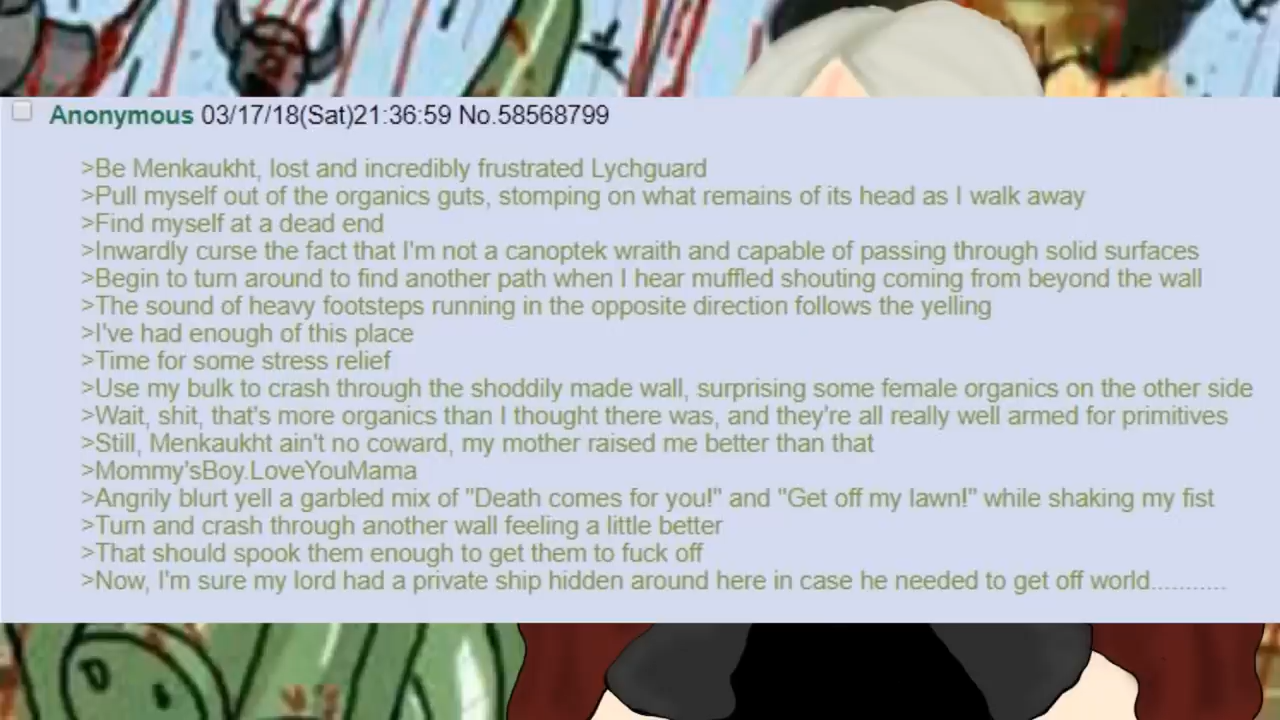 Anonymous 03/17/18(Sat)21:36:59 No.58568799
>Be Menkaukht, lost and incredibly frustrated Lychguard
>Pull myself out of the organics guts, stomping on what remains of its head as I walk away
>Find myself at a dead end
>Inwardly curse the fact that I'm not a canoptek wraith and capable of passing through solid surfaces
>Begin to turn around to find another path when I hear muffled shouting coming from beyond the wall
>The sound of heavy footsteps running in the opposite direction follows the yelling
>I've had enough of this place
>Time for some stress relief
>Use my bulk to crash through the shoddily made wall, surprising some female organics on the other side
>Wait, shit, that's more organics than I thought there was, and they're all really well armed for primitives
>Still, Menkaukht ain't no coward, my mother raised me better than that
>Mommy'sBoy.LoveYouMama
>Angrily blurt yell a garbled mix of "Death comes for you!" and "Get off my lawn!" while shaking my fist
>Turn and crash through another wall feeling a little better
>That should spook them enough to get them to fuck off
>Now, I'm sure my lord had a private ship hidden around here in case he needed to get off world...........